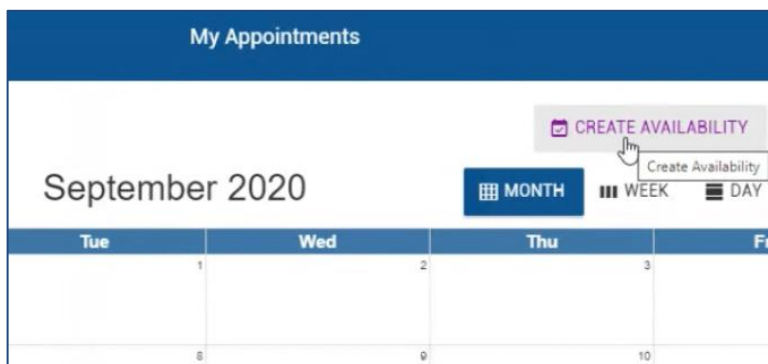 My Appointments
CREATE AVAILABILITY
Create Availability
September 2020
MONTH WEEK DAY
Tue Wed Thu
1 2 3
8 9 10